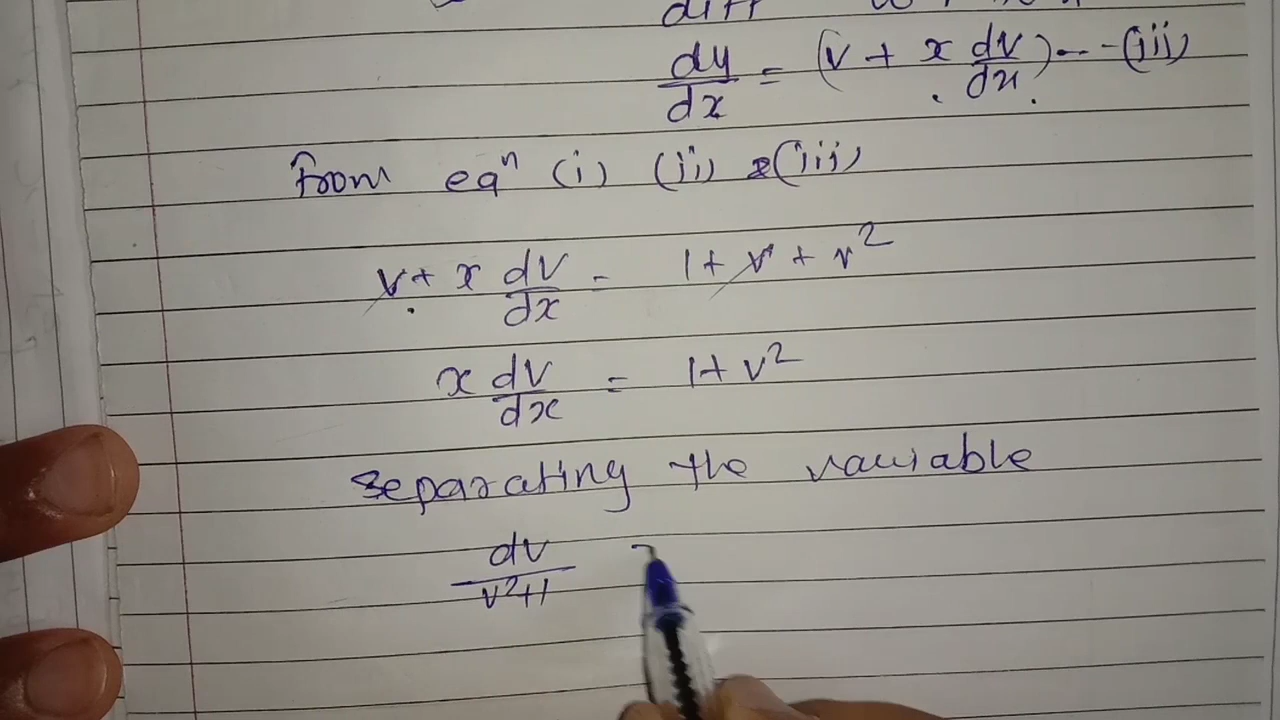 diff
dy/dx = (v + x dv/dx) --- (iii)
from eqⁿ (i) (ii) & (iii)
v + x dv/dx = 1 + v + v²
x dv/dx = 1 + v²
separating the variable
dv/v²+1